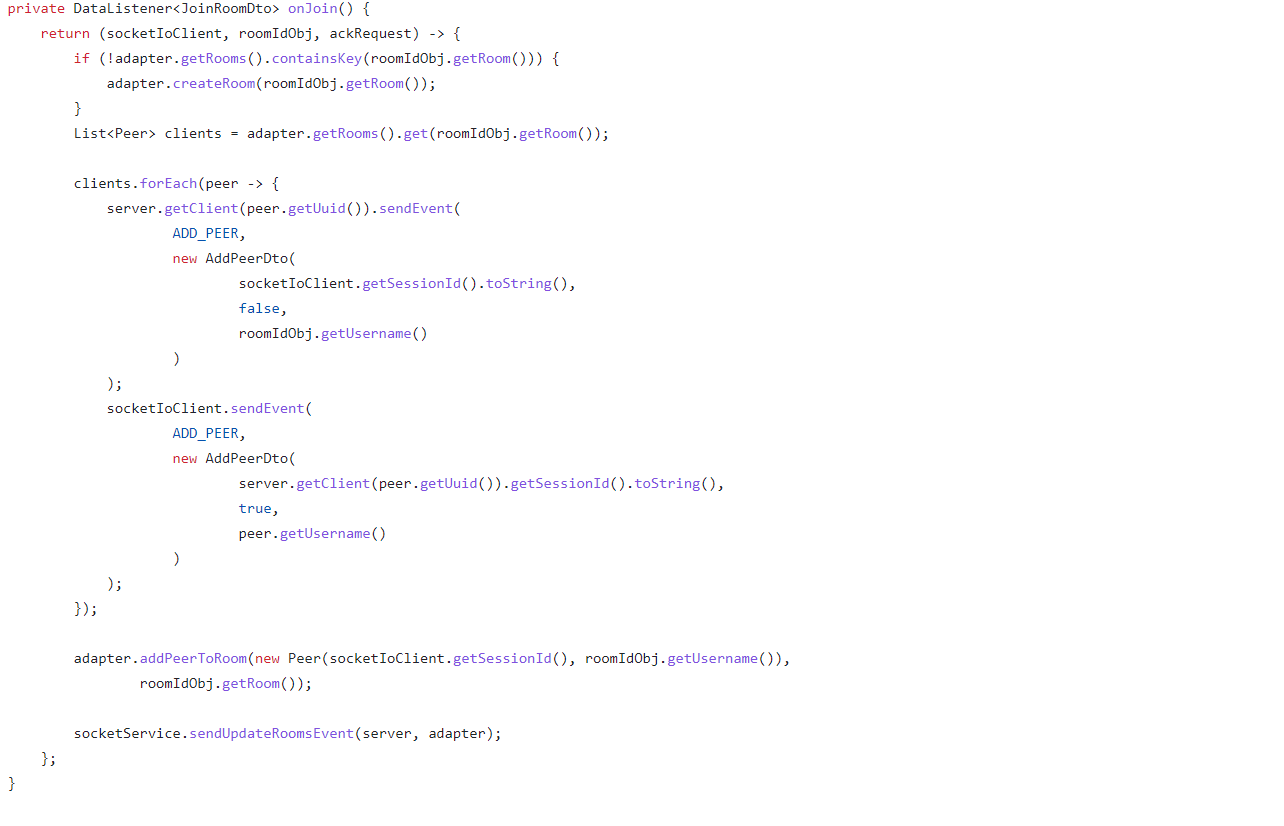 private DataListener<JoinRoomDto> onJoin() {
    return (socketIoClient, roomIdObj, ackRequest) -> {
        if (!adapter.getRooms().containsKey(roomIdObj.getRoom())) {
            adapter.createRoom(roomIdObj.getRoom());
        }
        List<Peer> clients = adapter.getRooms().get(roomIdObj.getRoom());

        clients.forEach(peer -> {
            server.getClient(peer.getUuid()).sendEvent(
                    ADD_PEER,
                    new AddPeerDto(
                            socketIoClient.getSessionId().toString(),
                            false,
                            roomIdObj.getUsername()
                    )
            );
            socketIoClient.sendEvent(
                    ADD_PEER,
                    new AddPeerDto(
                            server.getClient(peer.getUuid()).getSessionId().toString(),
                            true,
                            peer.getUsername()
                    )
            );
        });

        adapter.addPeerToRoom(new Peer(socketIoClient.getSessionId(), roomIdObj.getUsername()),
                roomIdObj.getRoom());

        socketService.sendUpdateRoomsEvent(server, adapter);
    };
}